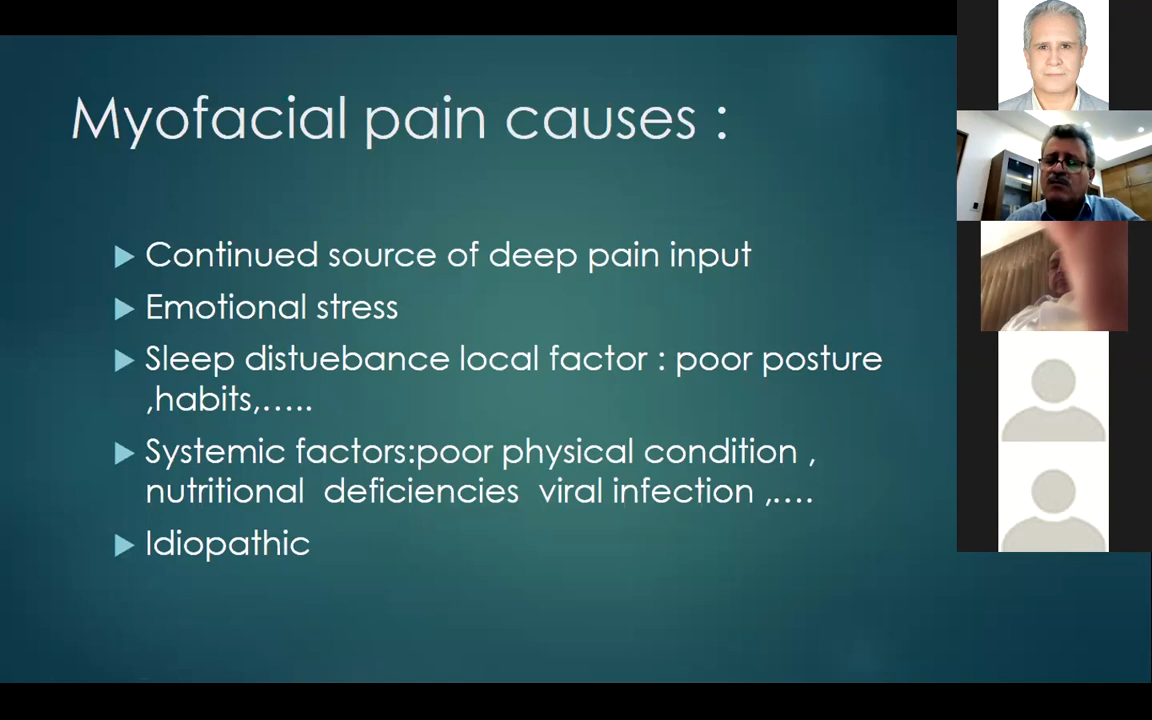 Myofacial pain causes :
Continued source of deep pain input
Emotional stress
Sleep distuebance local factor : poor posture
,habits,.....
Systemic factors:poor physical condition ,
nutritional deficiencies viral infection ,....
Idiopathic